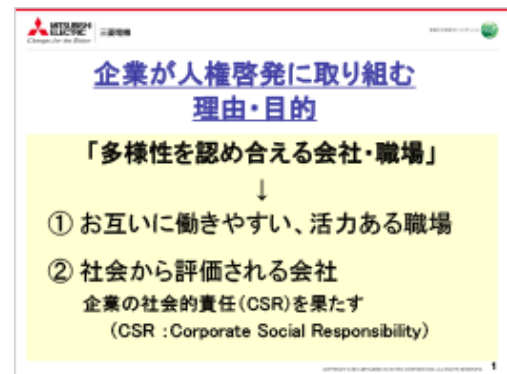 MITSUBISHI ELECTRIC 三菱電機
Changes for the Better
企業が人権啓発に取り組む
理由・目的
「多様性を認め合える会社・職場」
↓
① お互いに働きやすい、活力ある職場
② 社会から評価される会社
企業の社会的責任(CSR)を果たす
(CSR :Corporate Social Responsibility)
1